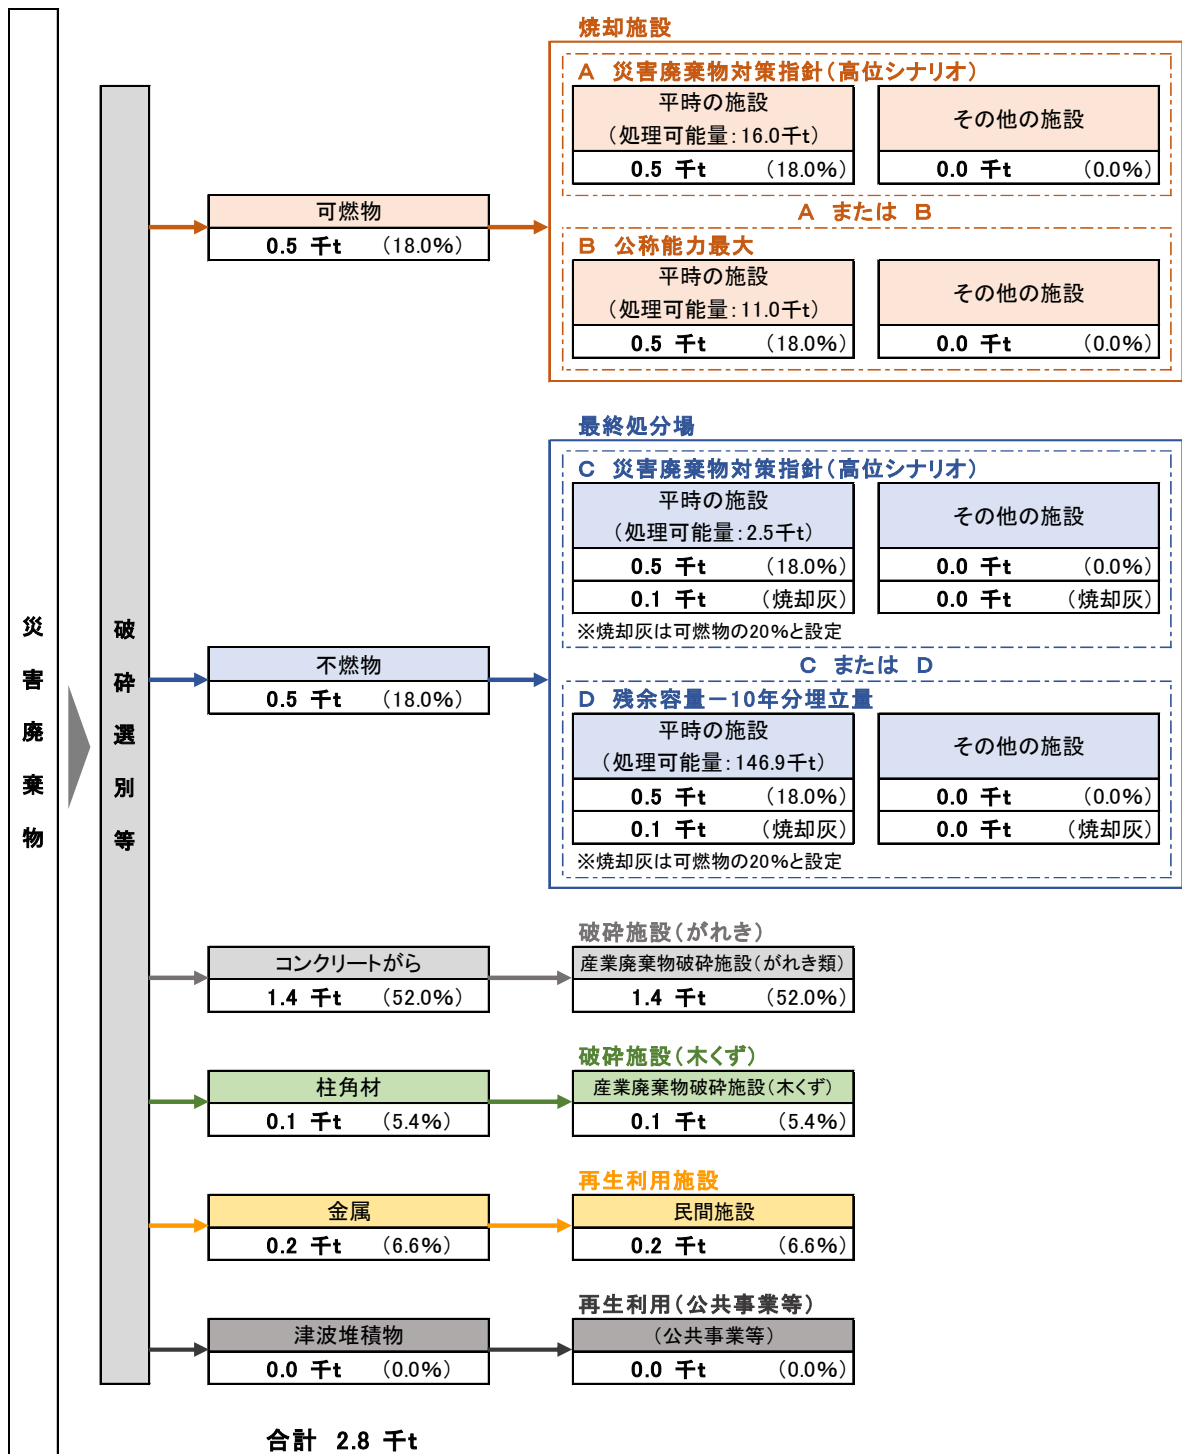 災害廃棄物
破砕選別等
焼却施設
A 災害廃棄物対策指針(高位シナリオ)
平時の施設
(処理可能量:16.0千t)
その他の施設
0.5 千t (18.0%)
0.0 千t (0.0%)
A または B
可燃物
0.5 千t (18.0%)
B 公称能力最大
平時の施設
(処理可能量:11.0千t)
その他の施設
0.5 千t (18.0%)
0.0 千t (0.0%)
最終処分場
C 災害廃棄物対策指針(高位シナリオ)
平時の施設
(処理可能量:2.5千t)
その他の施設
0.5 千t (18.0%)
0.0 千t (0.0%)
0.1 千t (焼却灰)
0.0 千t (焼却灰)
※焼却灰は可燃物の20%と設定
C または D
不燃物
0.5 千t (18.0%)
D 残余容量－10年分埋立量
平時の施設
(処理可能量:146.9千t)
その他の施設
0.5 千t (18.0%)
0.0 千t (0.0%)
0.1 千t (焼却灰)
0.0 千t (焼却灰)
※焼却灰は可燃物の20%と設定
破砕施設(がれき)
コンクリートがら
1.4 千t (52.0%)
産業廃棄物破砕施設(がれき類)
1.4 千t (52.0%)
破砕施設(木くず)
柱角材
0.1 千t (5.4%)
産業廃棄物破砕施設(木くず)
0.1 千t (5.4%)
再生利用施設
金属
0.2 千t (6.6%)
民間施設
0.2 千t (6.6%)
再生利用(公共事業等)
津波堆積物
0.0 千t (0.0%)
(公共事業等)
0.0 千t (0.0%)
合計 2.8 千t